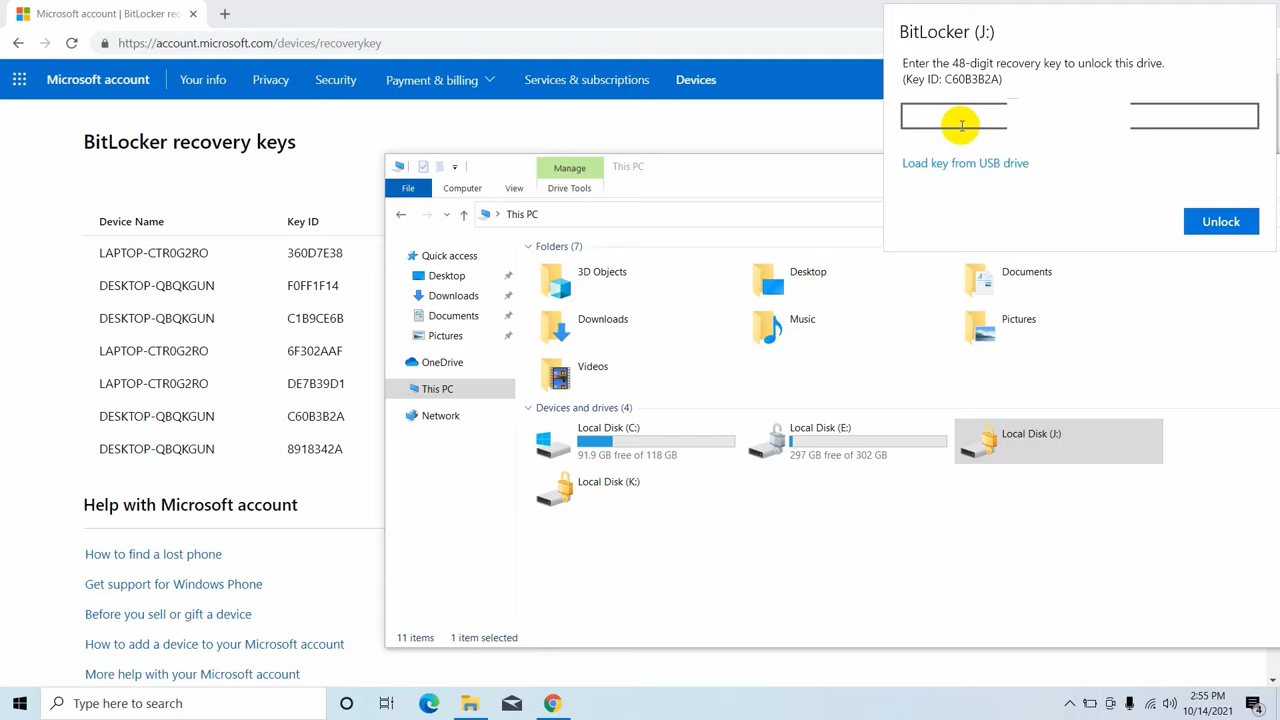 Microsoft account | BitLocker rec
https://account.microsoft.com/devices/recoverykey
Microsoft account
Your info
Privacy
Security
Payment & billing
Services & subscriptions
Devices
BitLocker recovery keys
Device Name
Key ID
LAPTOP-CTR0G2RO
360D7E38
DESKTOP-QBQKGUN
F0FF1F14
DESKTOP-QBQKGUN
C1B9CE6B
LAPTOP-CTR0G2RO
6F302AAF
LAPTOP-CTR0G2RO
DE7B39D1
DESKTOP-QBQKGUN
C60B3B2A
DESKTOP-QBQKGUN
8918342A
Help with Microsoft account
How to find a lost phone
Get support for Windows Phone
Before you sell or gift a device
How to add a device to your Microsoft account
More help with your Microsoft account
Manage
This PC
File
Computer
View
Drive Tools
This PC
Quick access
Desktop
Downloads
Documents
Pictures
OneDrive
This PC
Network
Folders (7)
3D Objects
Desktop
Documents
Downloads
Music
Pictures
Videos
Devices and drives (4)
Local Disk (C:)
91.9 GB free of 118 GB
Local Disk (E:)
297 GB free of 302 GB
Local Disk (J:)
Local Disk (K:)
11 items
1 item selected
BitLocker (J:)
Enter the 48-digit recovery key to unlock this drive.
(Key ID: C60B3B2A)
Load key from USB drive
Unlock
Type here to search
2:55 PM
10/14/2021
4